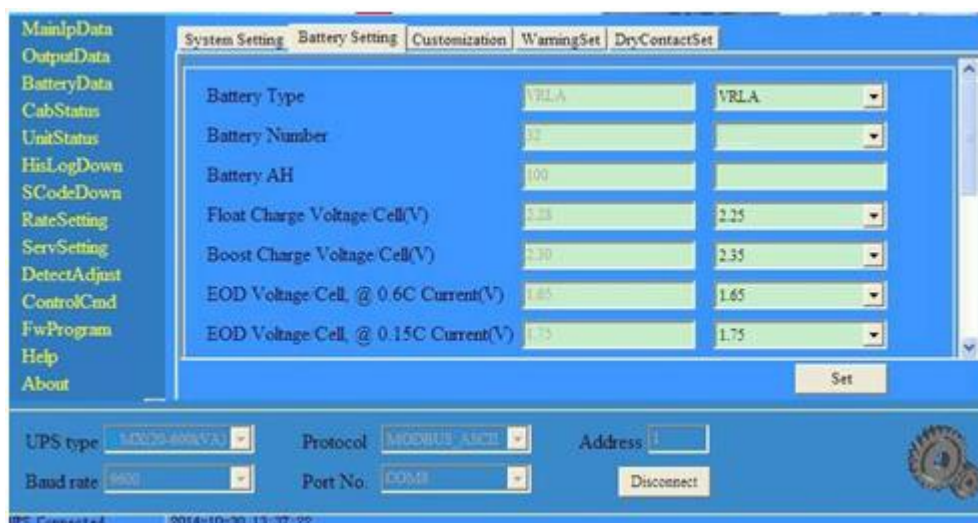 MainIpData
OutputData
BatteryData
CabStatus
UnitStatus
HisLogDown
SCodeDown
RateSetting
ServSetting
DetectAdjust
ControlCmd
FwProgram
Help
About
System Setting Battery Setting Customization WarningSet DryContactSet
Battery Type VRLA VRLA
Battery Number 32
Battery AH 100
Float Charge Voltage/Cell(V) 2.25
Boost Charge Voltage/Cell(V) 2.30 2.35
EOD Voltage/Cell, @ 0.6C Current(V) 1.65 1.65
EOD Voltage/Cell, @ 0.15C Current(V) 1.75 1.75
Set
UPS type Protocol MODBUS_ASCII Address 1
Baud rate 9600 Port No. Disconnect
UPS Connected